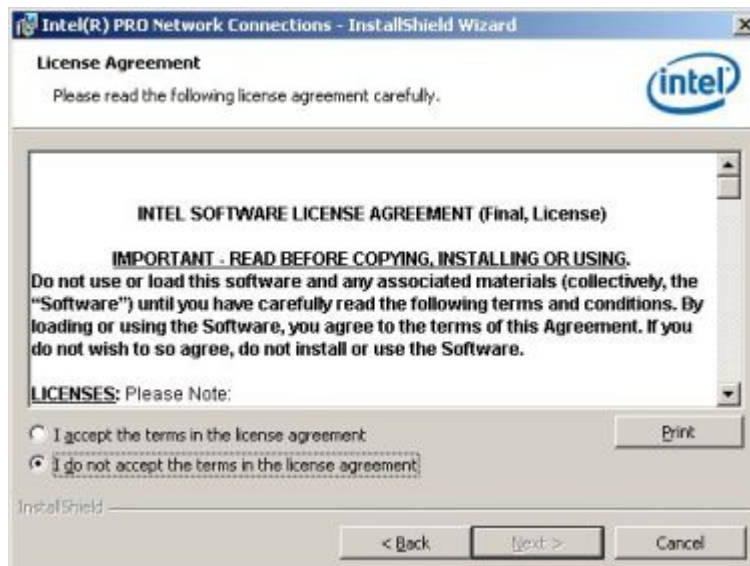 Intel(R) PRO Network Connections - InstallShield Wizard
License Agreement
Please read the following license agreement carefully.
intel
INTEL SOFTWARE LICENSE AGREEMENT (Final, License)
IMPORTANT - READ BEFORE COPYING, INSTALLING OR USING.
Do not use or load this software and any associated materials (collectively, the
“Software”) until you have carefully read the following terms and conditions. By
loading or using the Software, you agree to the terms of this Agreement. If you
do not wish to so agree, do not install or use the Software.
LICENSES: Please Note:
I accept the terms in the license agreement
Print
I do not accept the terms in the license agreement
InstallShield
< Back
Next >
Cancel